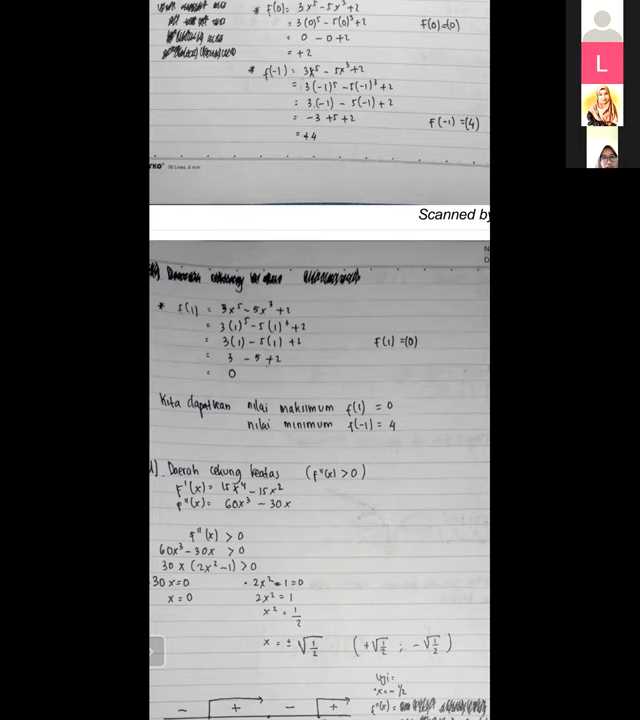 * f(0) = 3x⁵ - 5x³ + 2
= 3(0)⁵ - 5(0)³ + 2
F(0)=(0)
= 0 - 0 + 2
= +2
* f(-1) = 3x⁵ - 5x³ + 2
= 3(-1)⁵ - 5(-1)³ + 2
= 3.(-1) - 5(-1) + 2
= -3 + 5 + 2
F(-1) = (4)
= +4
Scanned by
* f(1) = 3x⁵ - 5x³ + 2
= 3(1)⁵ - 5(1)³ + 2
= 3(1) - 5(1) + 2
F(1) = (0)
= 3 - 5 + 2
= 0
Kita dapatkan nilai maksimum f(1) = 0
nilai minimum f(-1) = 4
). Daerah cekung keatas (f"(x) > 0)
F'(x) = 15x⁴ - 15x²
f"(x) = 60x³ - 30x
f"(x) > 0
60x³ - 30x > 0
30x (2x² - 1) > 0
30x = 0 • 2x² - 1 = 0
x = 0 2x² = 1
x² = 1/2
x = ± √1/2 (+√1/2 ; -√1/2)
Uji =
• x = - 1/2
f"(x) =
- + - +
L